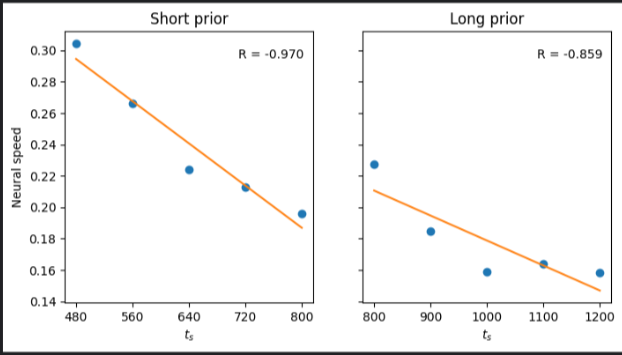 Short prior
Long prior
R = -0.970
R = -0.859
Neural speed
0.30
0.28
0.26
0.24
0.22
0.20
0.18
0.16
0.14
480 560 640 720 800
800 900 1000 1100 1200
t_s
t_s